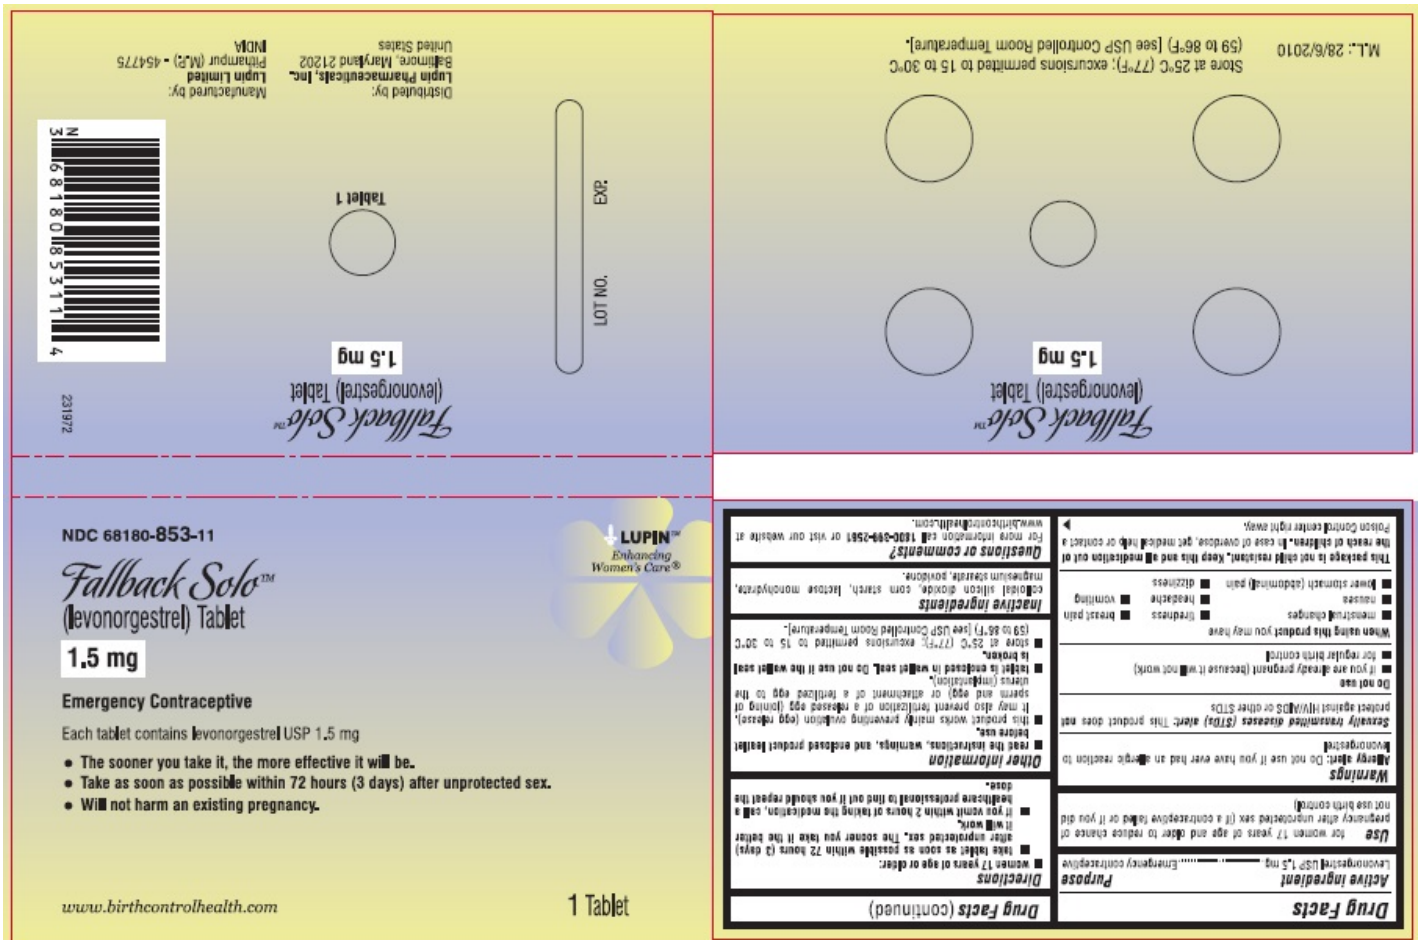 Fallback Solo™
(levonorgestrel) Tablet
1.5 mg
Tablet 1
LOT NO.
EXP.
Distributed by:
Lupin Pharmaceuticals, Inc.
Baltimore, Maryland 21202
United States
Manufactured by:
Lupin Limited
Pithampur (M.P.) - 454775
INDIA
N
3
68180 85311
4
231972
Fallback Solo™
(levonorgestrel) Tablet
1.5 mg
Store at 25°C (77°F); excursions permitted to 15 to 30°C
(59 to 86°F) [see USP Controlled Room Temperature].
M.L.: 28/6/2010
NDC 68180-853-11
LUPIN™
Enhancing
Women's Care®
Fallback Solo™
(levonorgestrel) Tablet
1.5 mg
Emergency Contraceptive
Each tablet contains levonorgestrel USP 1.5 mg
• The sooner you take it, the more effective it will be.
• Take as soon as possible within 72 hours (3 days) after unprotected sex.
• Will not harm an existing pregnancy.
www.birthcontrolhealth.com
1 Tablet
Drug Facts
Active ingredient Purpose
Levonorgestrel USP 1.5 mg..............Emergency contraceptive
Use for women 17 years of age and older to reduce chance of
pregnancy after unprotected sex (if a contraceptive failed or if you did
not use birth control)
Warnings
Allergy alert: Do not use if you have ever had an allergic reaction to
levonorgestrel
Sexually transmitted diseases (STDs) alert: This product does not
protect against HIV/AIDS or other STDs
Do not use
■ if you are already pregnant (because it will not work)
■ for regular birth control
When using this product you may have
■ menstrual changes ■ tiredness ■ breast pain
■ nausea ■ headache ■ vomiting
■ lower stomach (abdominal) pain ■ dizziness
This package is not child resistant. Keep this and all medication out of
the reach of children. In case of overdose, get medical help or contact a
Poison Control center right away.
Drug Facts (continued)
Directions
■ women 17 years of age or older:
■ take tablet as soon as possible within 72 hours (3 days)
after unprotected sex. The sooner you take it the better
it will work.
■ if you vomit within 2 hours of taking the medication, call a
healthcare professional to find out if you should repeat the
dose.
Other information
■ read the instructions, warnings, and enclosed product leaflet
before use.
■ this product works mainly preventing ovulation (egg release).
It may also prevent fertilization of a released egg (joining of
sperm and egg) or attachment of a fertilized egg to the
uterus (implantation).
■ tablet is enclosed in wallet seal. Do not use if the wallet seal
is broken.
■ store at 25°C (77°F); excursions permitted to 15 to 30°C
(59 to 86°F) [see USP Controlled Room Temperature].
Inactive ingredients
colloidal silicon dioxide, corn starch, lactose monohydrate,
magnesium stearate, povidone.
Questions or comments?
For more information call 1800-399-2561 or visit our website at
www.birthcontrolhealth.com.